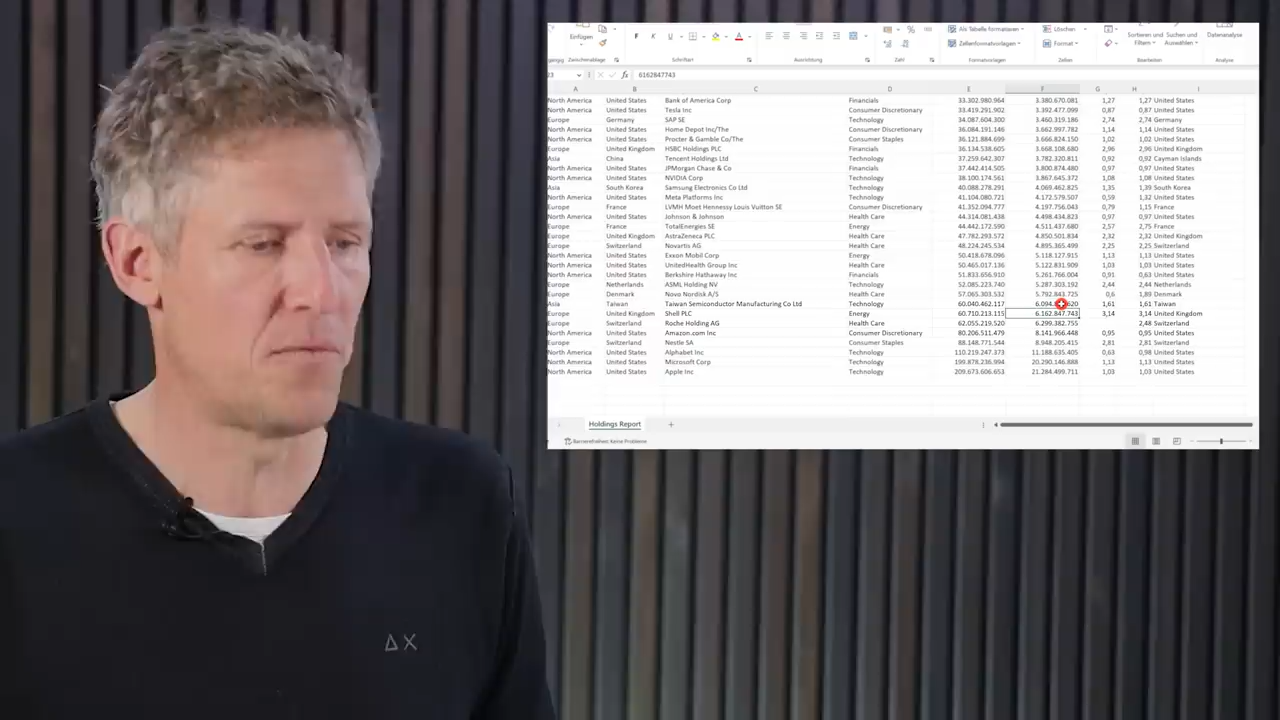 Einfügen
F K U
Als Tabelle formatieren
Zellenformatvorlagen
Löschen
Format
Sortieren und Filtern
Suchen und Auswählen
Datenanalyse
Zwischenablage Schriftart Ausrichtung Zahl Formatvorlagen Zellen Bearbeiten Analyse
23 fx 6162847743
A B C D E F G H I
North America United States Bank of America Corp Financials 33.302.980.964 3.380.670.081 1,27 1,27 United States
North America United States Tesla Inc Consumer Discretionary 33.419.291.902 3.392.477.099 0,87 0,87 United States
Europe Germany SAP SE Technology 34.087.604.300 3.460.319.186 2,74 2,74 Germany
North America United States Home Depot Inc/The Consumer Discretionary 36.084.191.146 3.662.997.782 1,14 1,14 United States
North America United States Procter & Gamble Co/The Consumer Staples 36.121.884.699 3.666.824.150 1,02 1,02 United States
Europe United Kingdom HSBC Holdings PLC Financials 36.134.538.605 3.668.108.680 2,96 2,96 United Kingdom
Asia China Tencent Holdings Ltd Technology 37.259.642.307 3.782.320.811 0,92 0,92 Cayman Islands
North America United States JPMorgan Chase & Co Financials 37.442.414.505 3.800.874.480 0,97 0,97 United States
North America United States NVIDIA Corp Technology 38.100.174.561 3.867.645.372 1,08 1,08 United States
Asia South Korea Samsung Electronics Co Ltd Technology 40.088.278.291 4.069.462.825 1,35 1,39 South Korea
North America United States Meta Platforms Inc Technology 41.104.080.721 4.172.579.507 0,59 1,32 United States
Europe France LVMH Moet Hennessy Louis Vuitton SE Consumer Discretionary 41.352.094.777 4.197.756.043 0,79 1,15 France
North America United States Johnson & Johnson Health Care 44.314.081.438 4.498.434.823 0,97 0,97 United States
Europe France TotalEnergies SE Energy 44.442.172.590 4.511.437.680 2,57 2,75 France
Europe United Kingdom AstraZeneca PLC Health Care 47.782.293.572 4.850.501.834 2,32 2,32 United Kingdom
Europe Switzerland Novartis AG Health Care 48.224.245.534 4.895.365.499 2,25 2,25 Switzerland
North America United States Exxon Mobil Corp Energy 50.418.678.096 5.118.127.915 1,13 1,13 United States
North America United States UnitedHealth Group Inc Health Care 50.465.017.136 5.122.831.909 1,03 1,03 United States
North America United States Berkshire Hathaway Inc Financials 51.833.656.910 5.261.766.004 0,91 0,63 United States
Europe Netherlands ASML Holding NV Technology 52.085.223.740 5.287.303.192 2,44 2,44 Netherlands
Europe Denmark Novo Nordisk A/S Health Care 57.065.303.532 5.792.843.725 0,6 1,89 Denmark
Asia Taiwan Taiwan Semiconductor Manufacturing Co Ltd Technology 60.040.462.117 1,61 1,61 Taiwan
Europe United Kingdom Shell PLC Energy 60.710.213.115 6.162.847.743 3,14 3,14 United Kingdom
Europe Switzerland Roche Holding AG Health Care 62.055.219.520 6.299.382.755 2,48 Switzerland
North America United States Amazon.com Inc Consumer Discretionary 80.206.511.479 8.141.966.448 0,95 0,95 United States
Europe Switzerland Nestle SA Consumer Staples 88.148.771.544 8.948.205.415 2,81 2,81 Switzerland
North America United States Alphabet Inc Technology 110.219.247.373 11.188.635.405 0,63 0,98 United States
North America United States Microsoft Corp Technology 199.878.236.994 20.290.146.888 1,13 1,13 United States
North America United States Apple Inc Technology 209.673.606.653 21.284.499.711 1,03 1,03 United States
Holdings Report
Barrierefreiheit: Keine Probleme